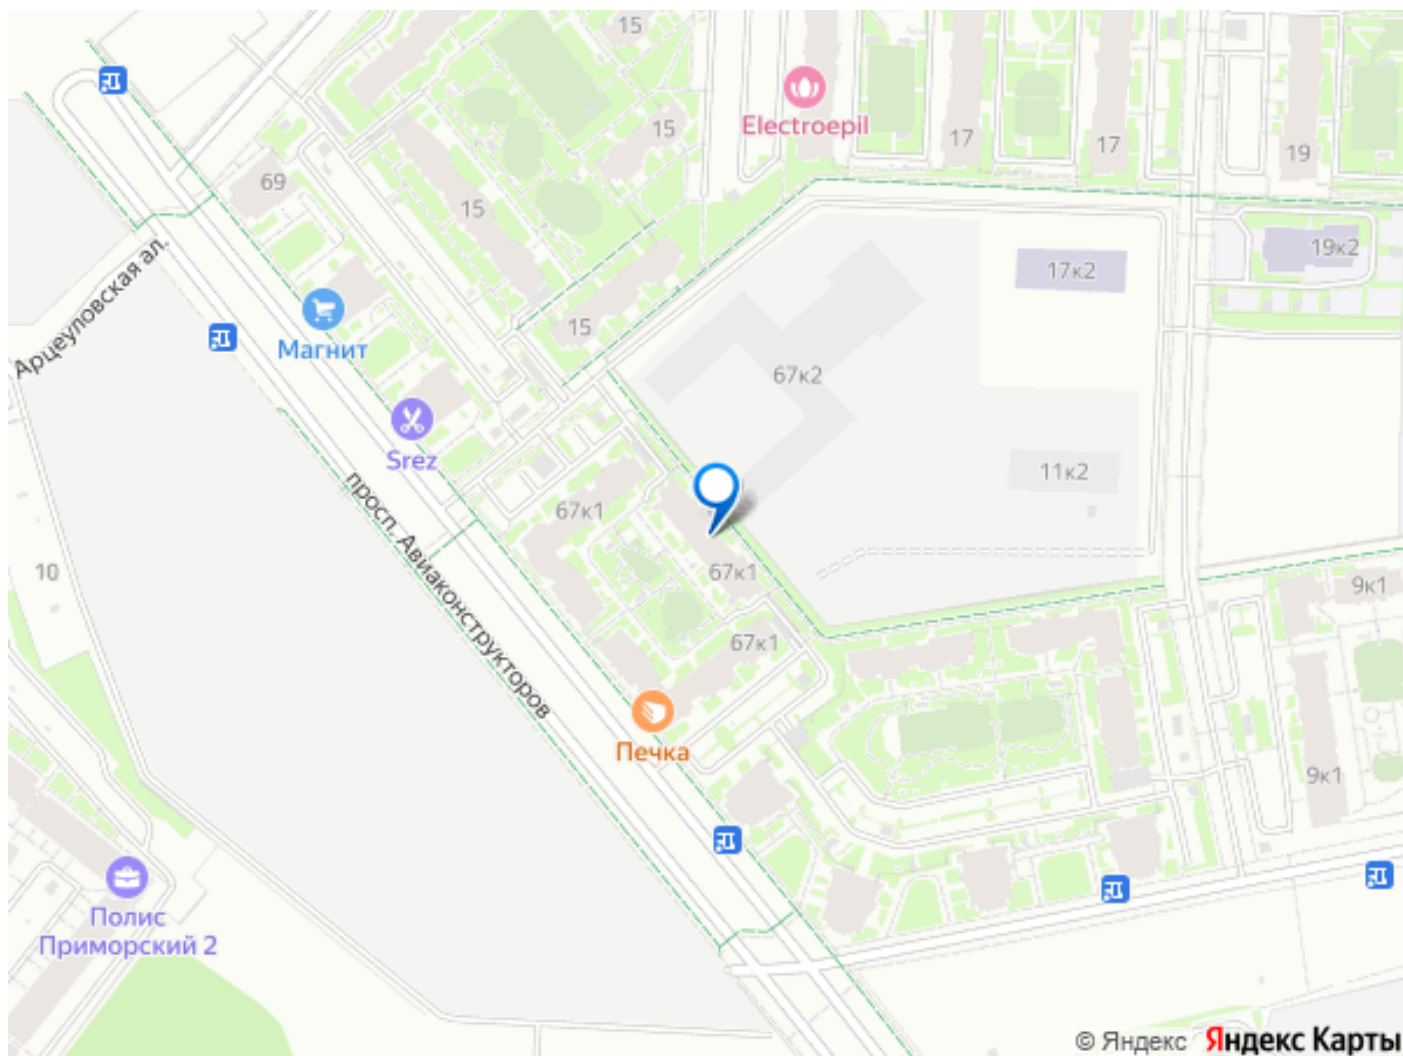 15
Electroepil
15
17
17
19
69
15
Арцеуловская ал.
19к2
17к2
Магнит
15
67к2
Srez
11к2
67к1
просп. Авиаконструкторов
10
67к1
9к1
67к1
Печка
9к1
Полис
Приморский 2
© Яндекс Яндекс Карты